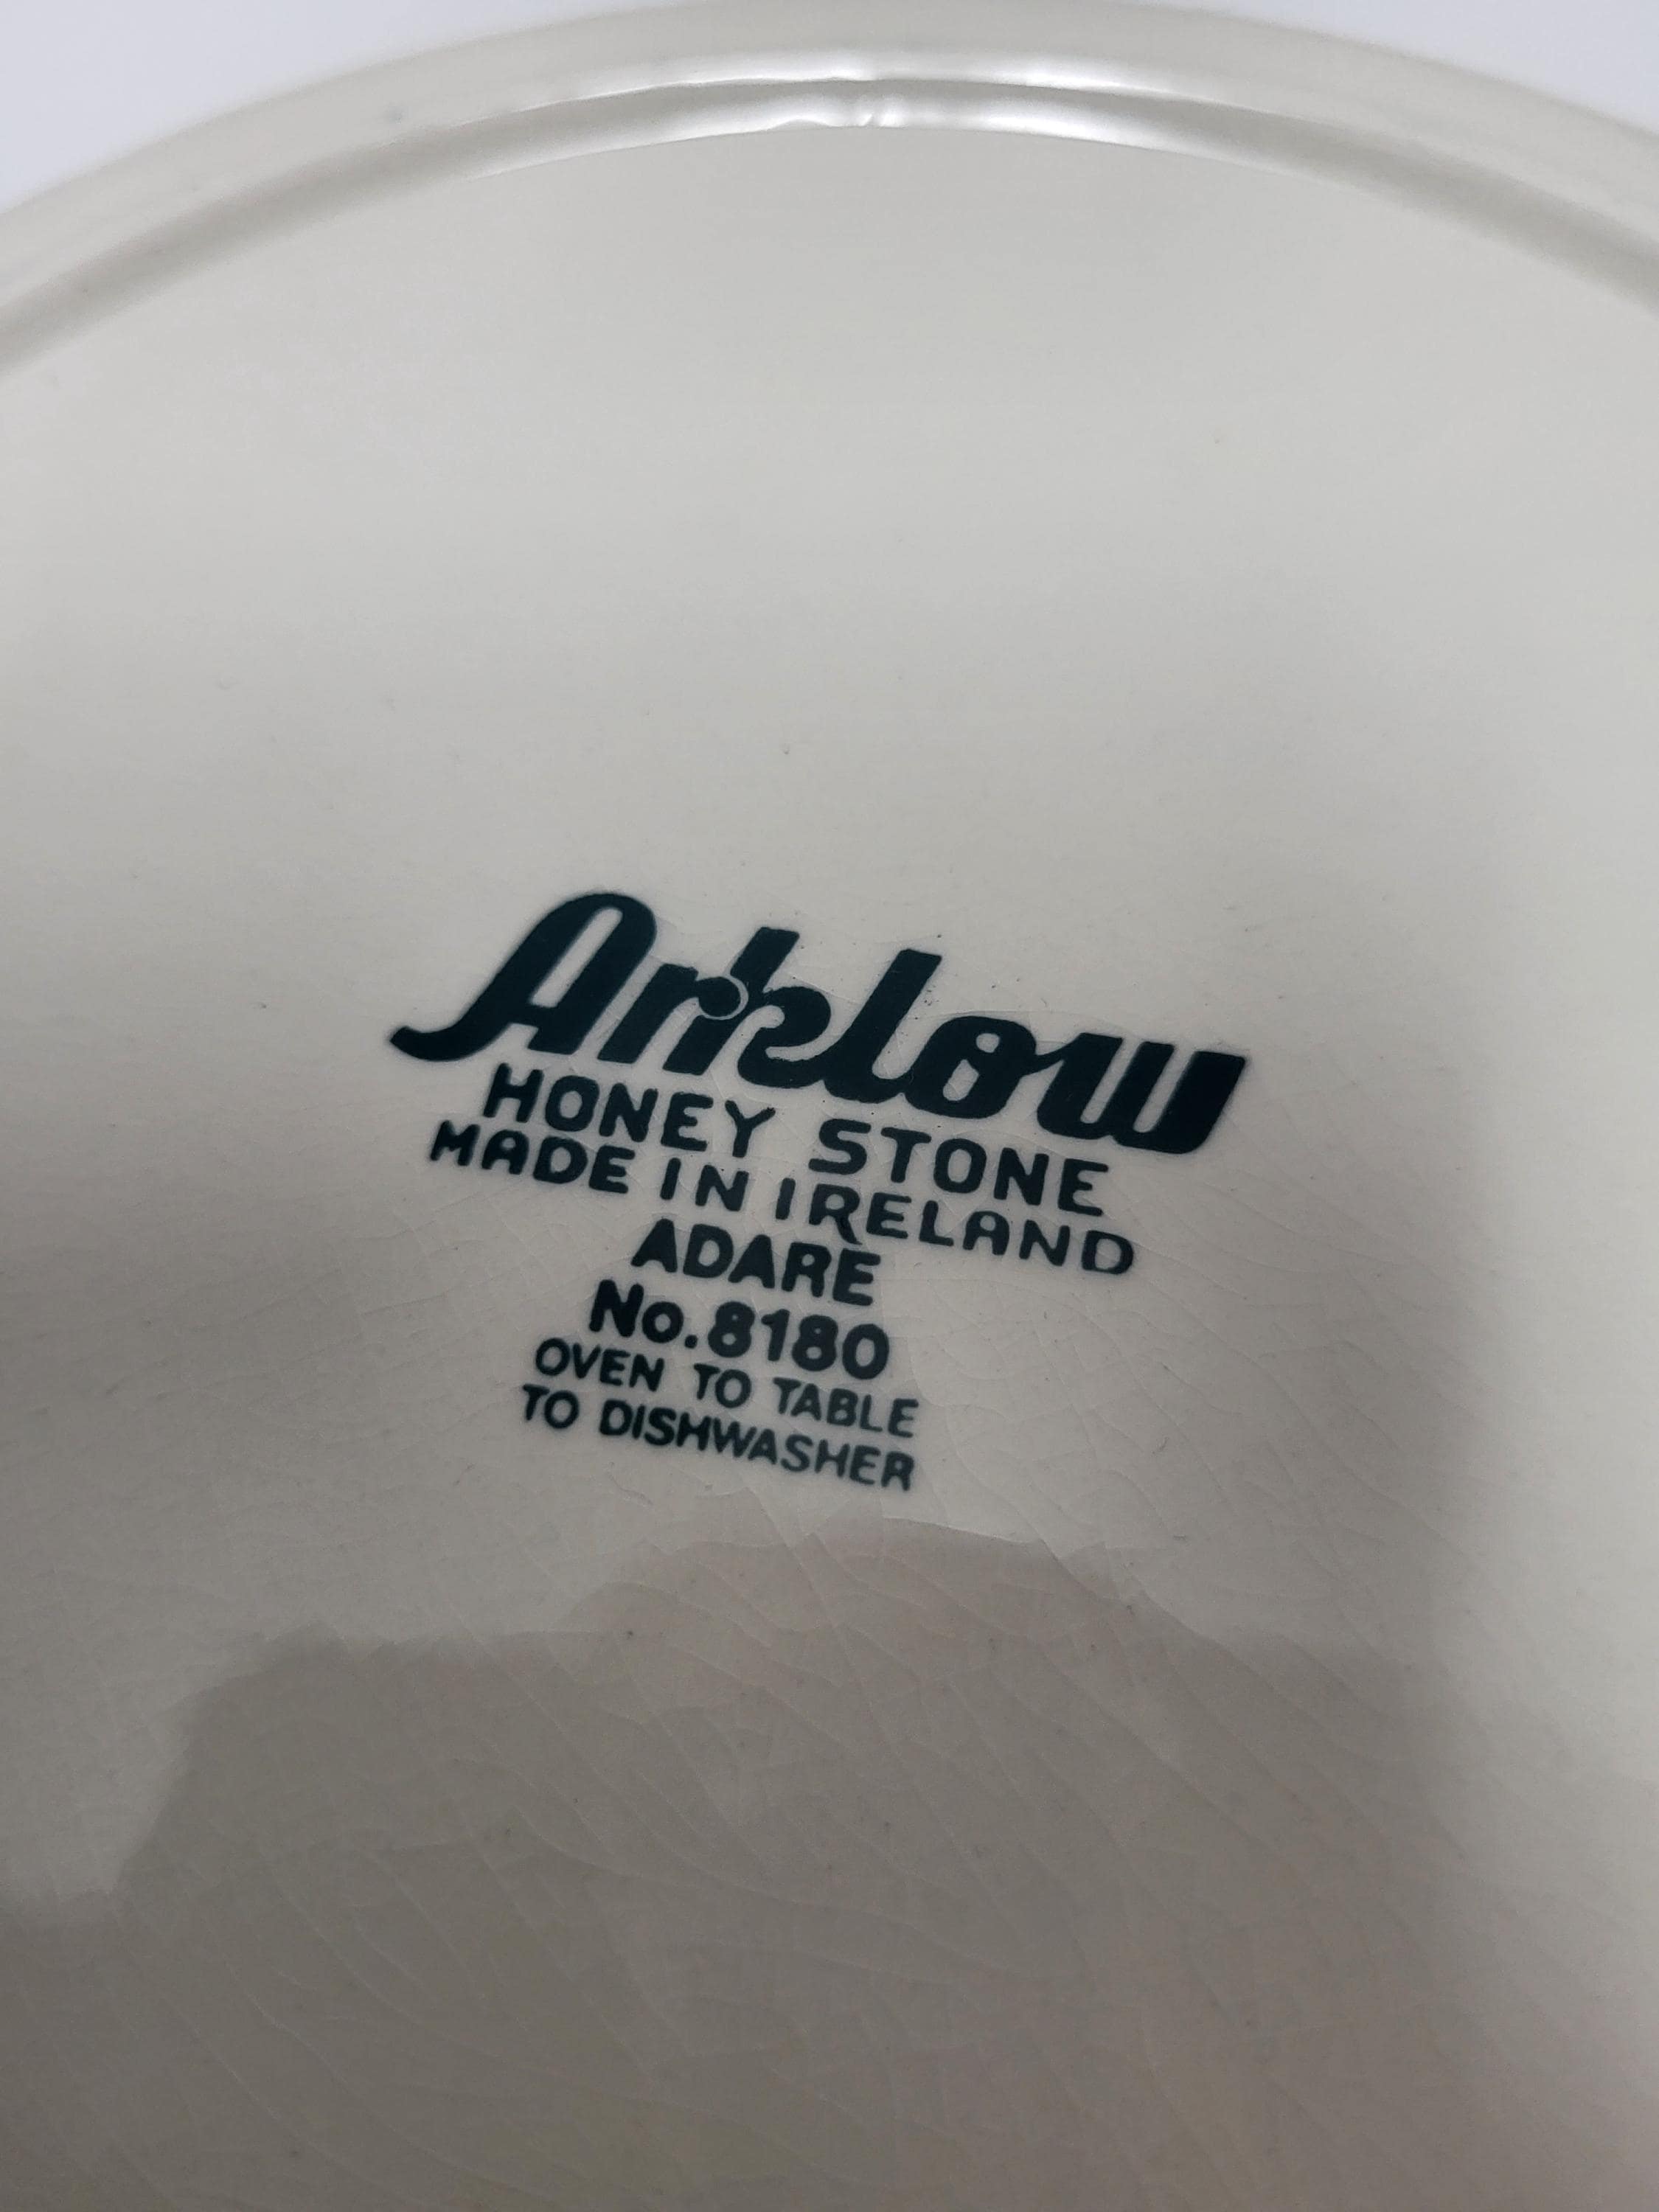 Arklow
HONEY STONE
MADE IN IRELAND
ADARE
No. 8180
OVEN TO TABLE
TO DISHWASHER